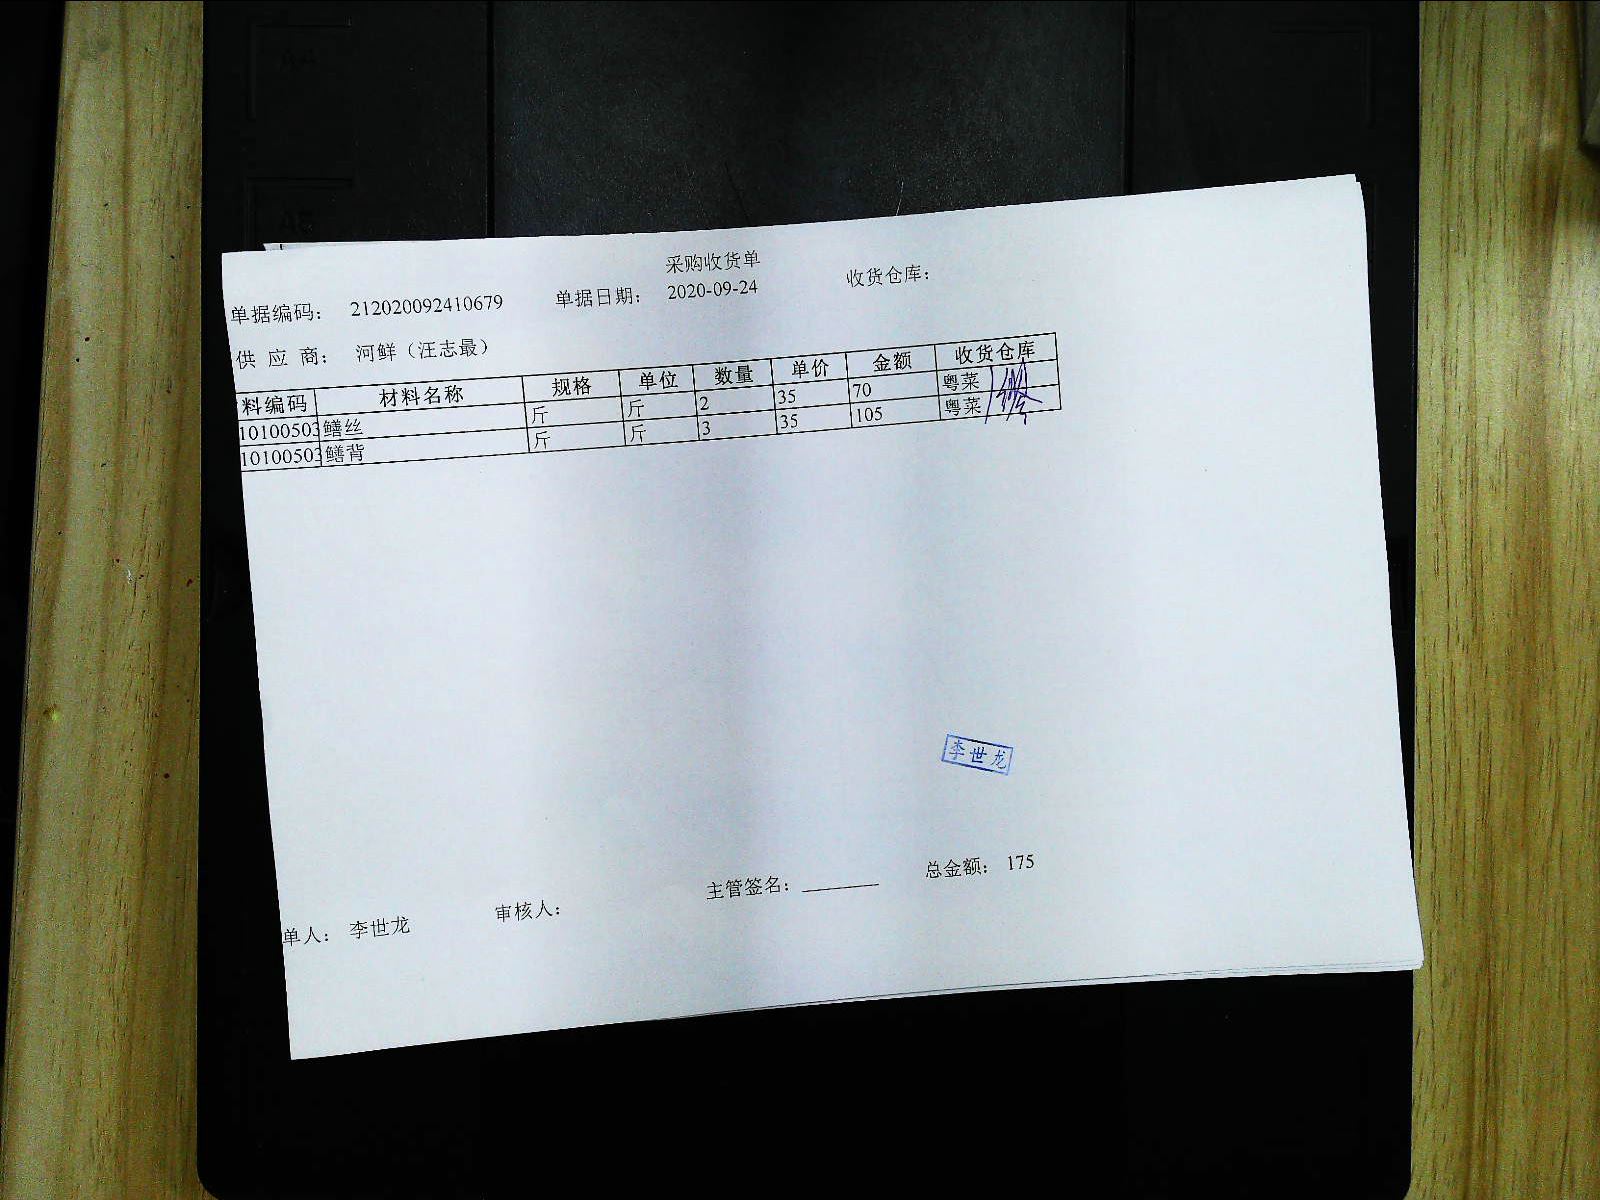 采购收货单
单据编码： 212020092410679 单据日期： 2020-09-24 收货仓库：
供 应 商： 河鲜（汪志最）
料编码 材料名称 规格 单位 数量 单价 金额 收货仓库
10100503 鳝丝 斤 斤 2 35 70 粤菜
10100503 鳝背 斤 斤 3 35 105 粤菜
李世龙
单人： 李世龙 审核人： 主管签名： 总金额： 175